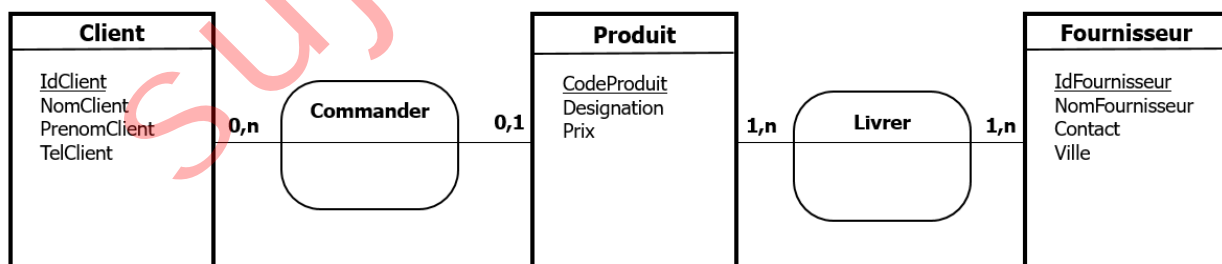 Client
IdClient
NomClient
PrenomClient
TelClient
0,n
Commander
0,1
Produit
CodeProduit
Designation
Prix
1,n
Livrer
1,n
Fournisseur
IdFournisseur
NomFournisseur
Contact
Ville
suj